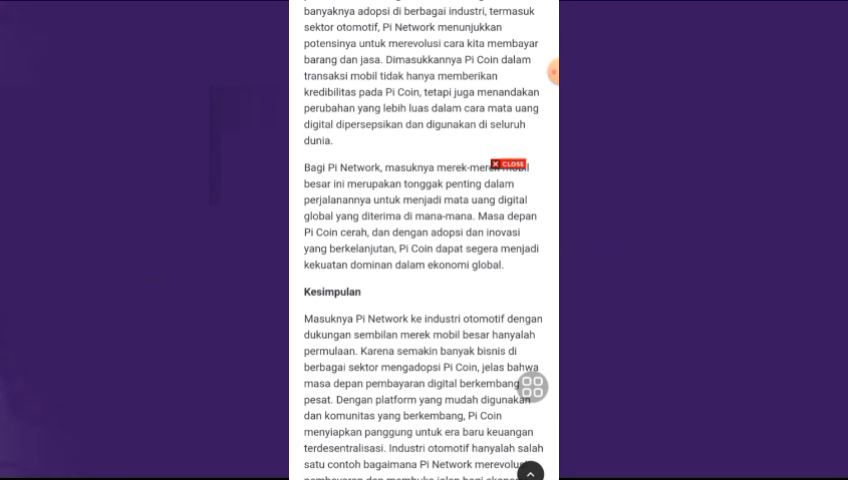 banyaknya adopsi di berbagai industri, termasuk
sektor otomotif, Pi Network menunjukkan
potensinya untuk merevolusi cara kita membayar
barang dan jasa. Dimasukkannya Pi Coin dalam
transaksi mobil tidak hanya memberikan
kredibilitas pada Pi Coin, tetapi juga menandakan
perubahan yang lebih luas dalam cara mata uang
digital dipersepsikan dan digunakan di seluruh
dunia.
CLOSE
Bagi Pi Network, masuknya merek-merek mobil
besar ini merupakan tonggak penting dalam
perjalanannya untuk menjadi mata uang digital
global yang diterima di mana-mana. Masa depan
Pi Coin cerah, dan dengan adopsi dan inovasi
yang berkelanjutan, Pi Coin dapat segera menjadi
kekuatan dominan dalam ekonomi global.
Kesimpulan
Masuknya Pi Network ke industri otomotif dengan
dukungan sembilan merek mobil besar hanyalah
permulaan. Karena semakin banyak bisnis di
berbagai sektor mengadopsi Pi Coin, jelas bahwa
masa depan pembayaran digital berkembang
pesat. Dengan platform yang mudah digunakan
dan komunitas yang berkembang, Pi Coin
menyiapkan panggung untuk era baru keuangan
terdesentralisasi. Industri otomotif hanyalah salah
satu contoh bagaimana Pi Network merevolusi